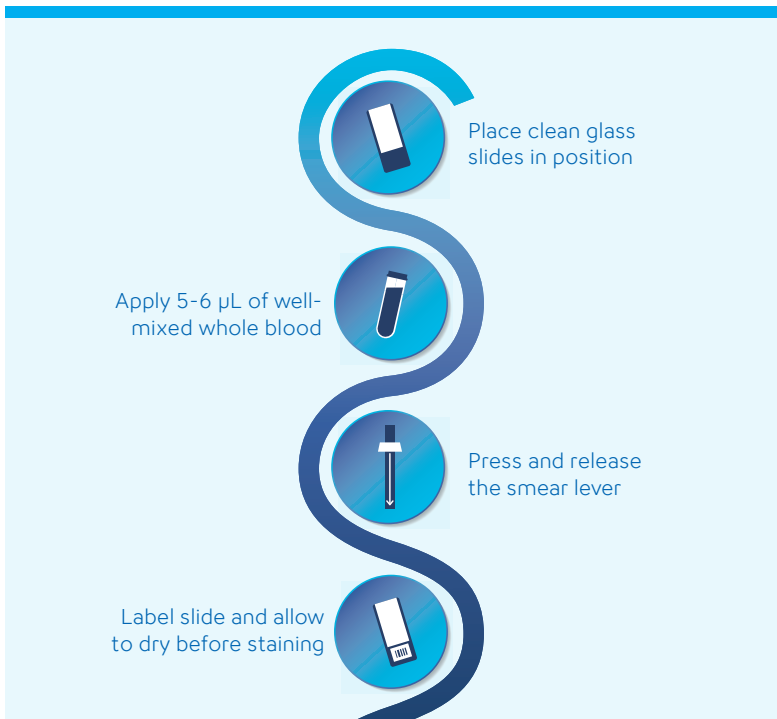 Place clean glass
slides in position
Apply 5-6 µL of well-
mixed whole blood
Press and release
the smear lever
Label slide and allow
to dry before staining